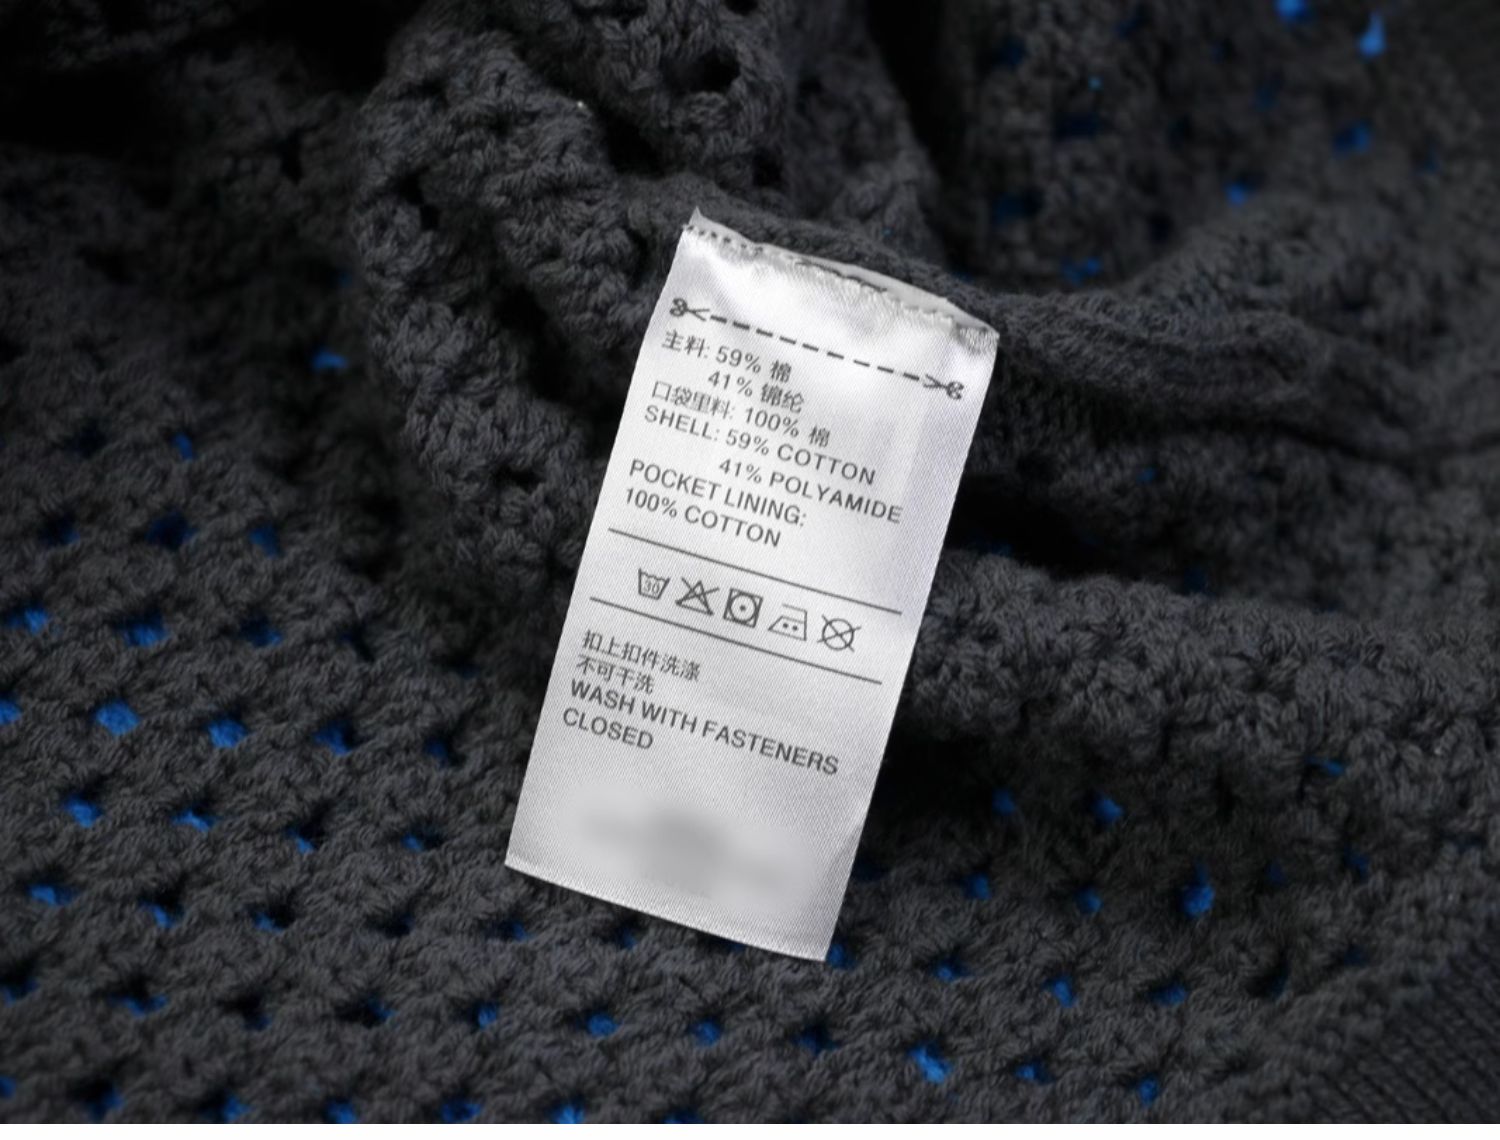 主料: 59% 棉
41% 锦纶
口袋里料: 100% 棉
SHELL: 59% COTTON
41% POLYAMIDE
POCKET LINING:
100% COTTON
30
扣上扣件洗涤
不可干洗
WASH WITH FASTENERS
CLOSED